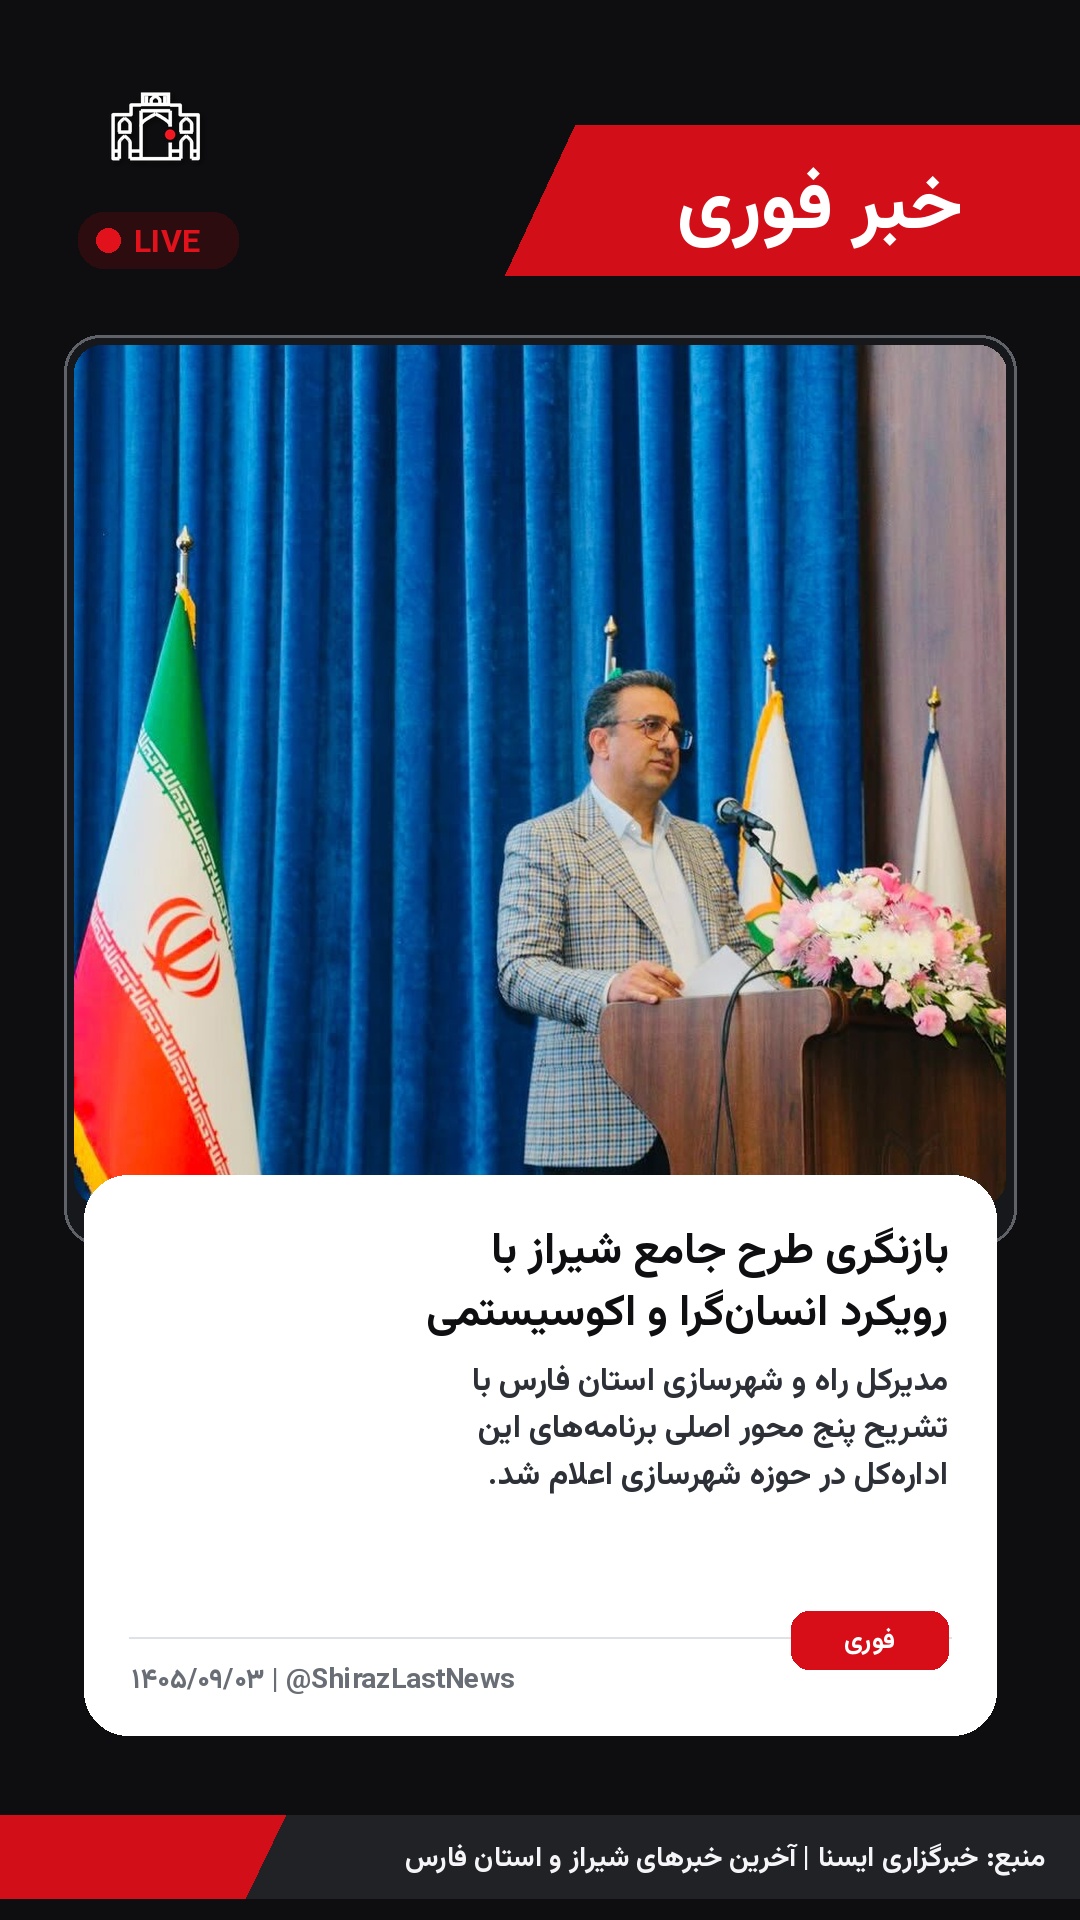 خبر فوری
LIVE
بازنگری طرح جامع شیراز با
رویکرد انسان‌گرا و اکوسیستمی
مدیرکل راه و شهرسازی استان فارس با
تشریح پنج محور اصلی برنامه‌های این
اداره‌کل در حوزه شهرسازی اعلام شد.
فوری
۱۴۰۵/۰۹/۰۳ | @ShirazLastNews
منبع: خبرگزاری ایسنا | آخرین خبرهای شیراز و استان فارس